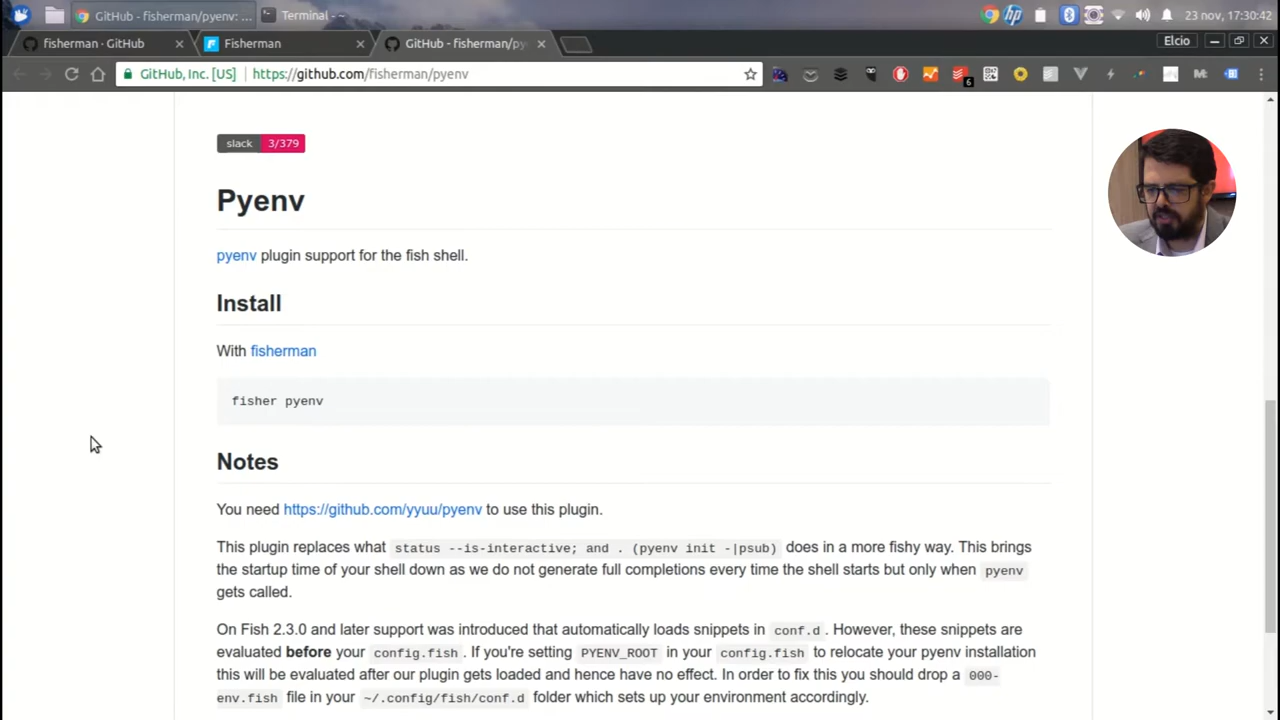 GitHub - fisherman/pyenv: ...
Terminal - ~
23 nov, 17:30:42
fisherman · GitHub
Fisherman
GitHub - fisherman/py
Elcio
GitHub, Inc. [US]
https://github.com/fisherman/pyenv
6
slack 3/379
Pyenv
pyenv plugin support for the fish shell.
Install
With fisherman
fisher pyenv
Notes
You need https://github.com/yyuu/pyenv to use this plugin.
This plugin replaces what status --is-interactive; and . (pyenv init -|psub) does in a more fishy way. This brings
the startup time of your shell down as we do not generate full completions every time the shell starts but only when pyenv
gets called.
On Fish 2.3.0 and later support was introduced that automatically loads snippets in conf.d . However, these snippets are
evaluated before your config.fish . If you're setting PYENV_ROOT in your config.fish to relocate your pyenv installation
this will be evaluated after our plugin gets loaded and hence have no effect. In order to fix this you should drop a 000-
env.fish file in your ~/.config/fish/conf.d folder which sets up your environment accordingly.